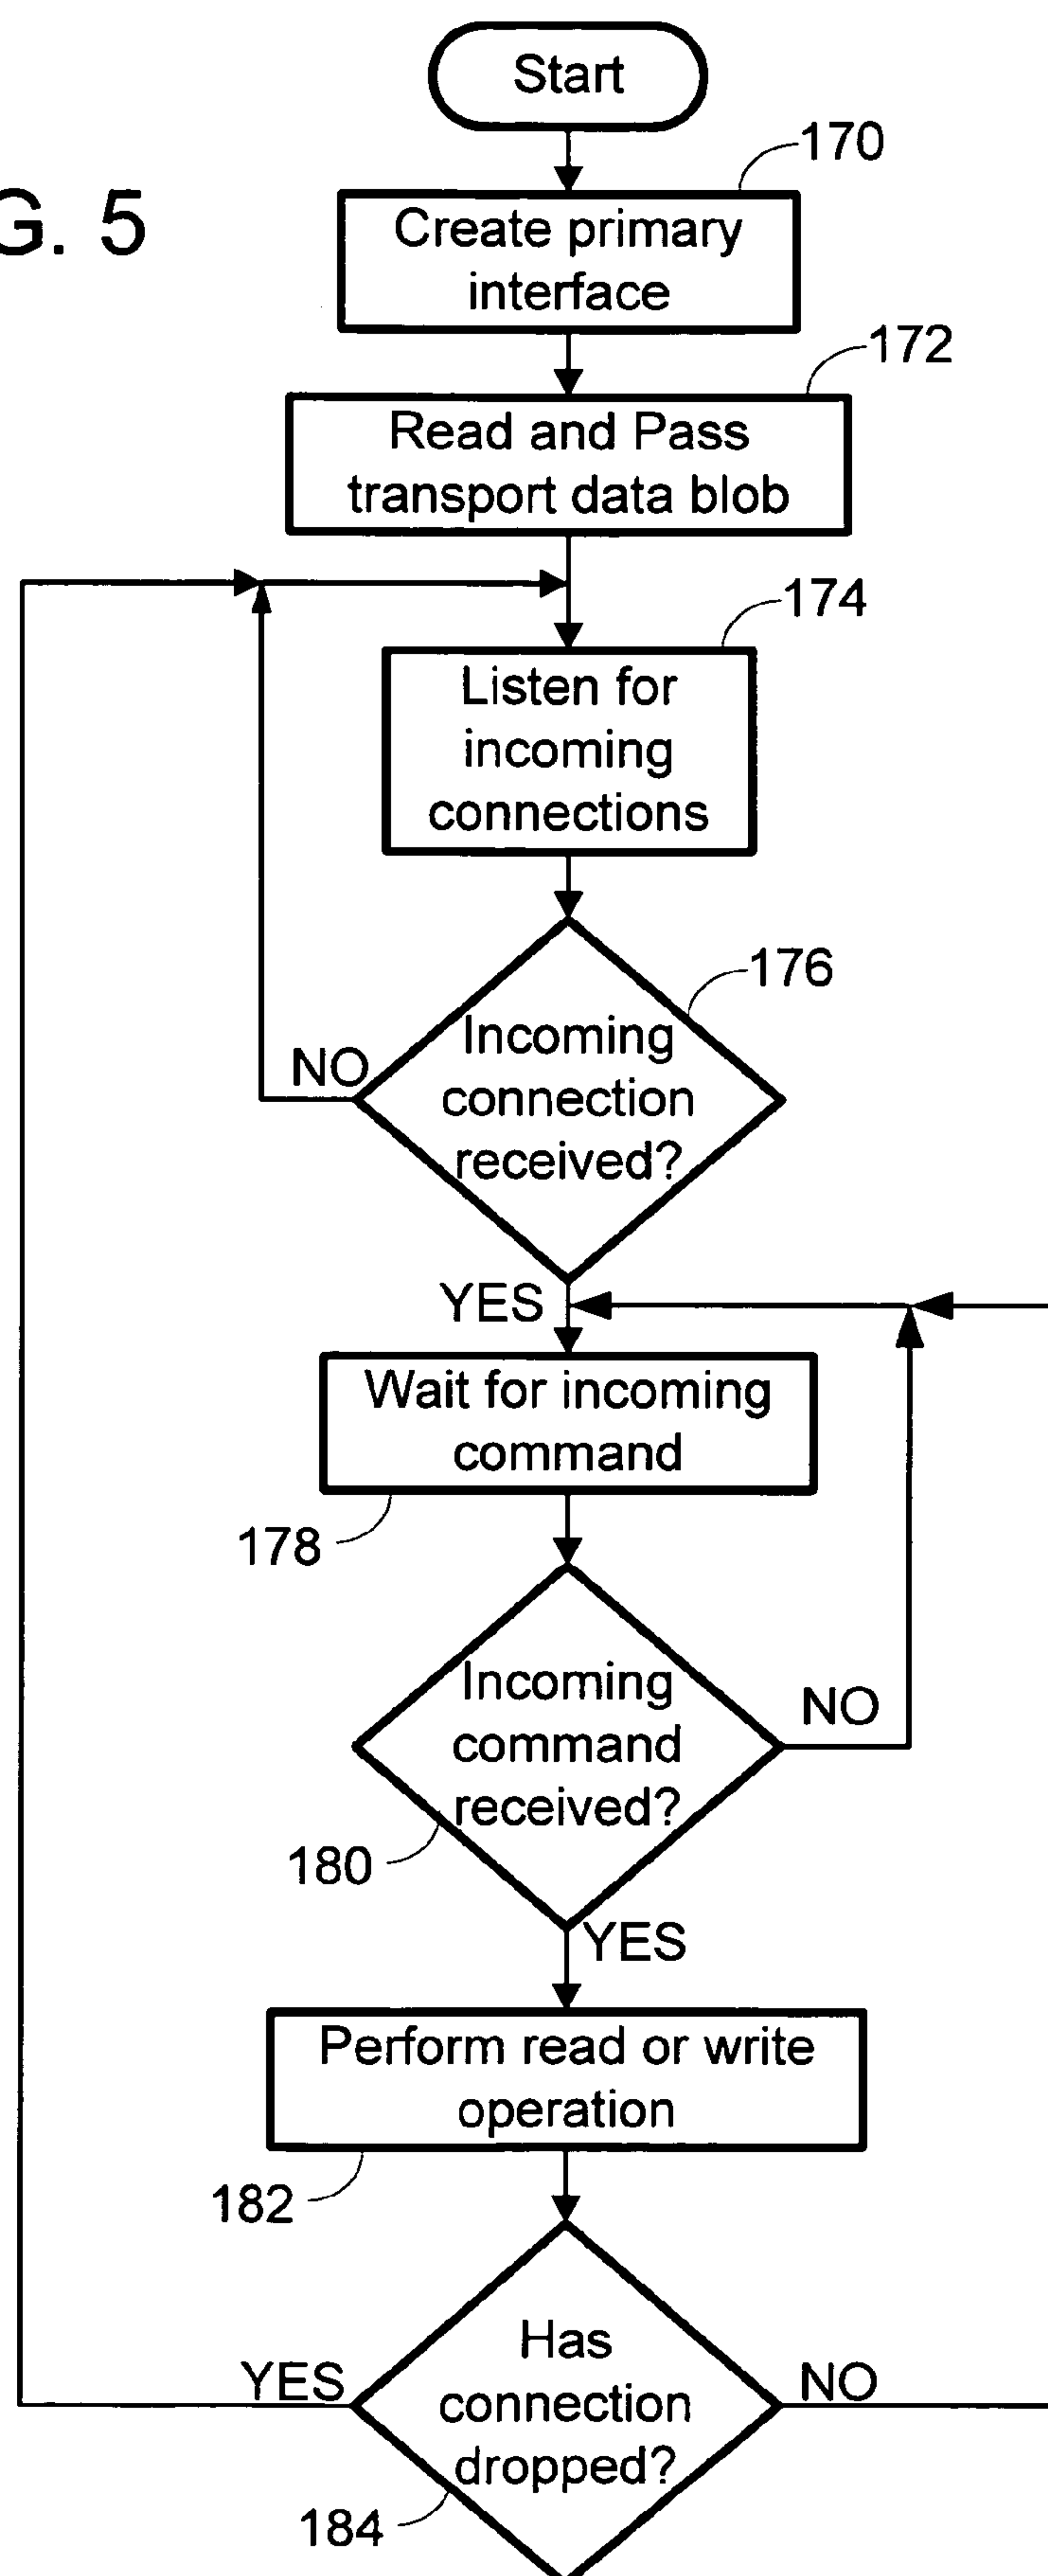 Start
170
G. 5
Create primary
interface
172
Read and Pass
transport data blob
174
Listen for
incoming
connections
176
Incoming
connection
received?
NO
YES
Wait for incoming
command
178
Incoming
command
received?
NO
180
YES
Perform read or write
operation
182
Has
connection
dropped?
YES
NO
184